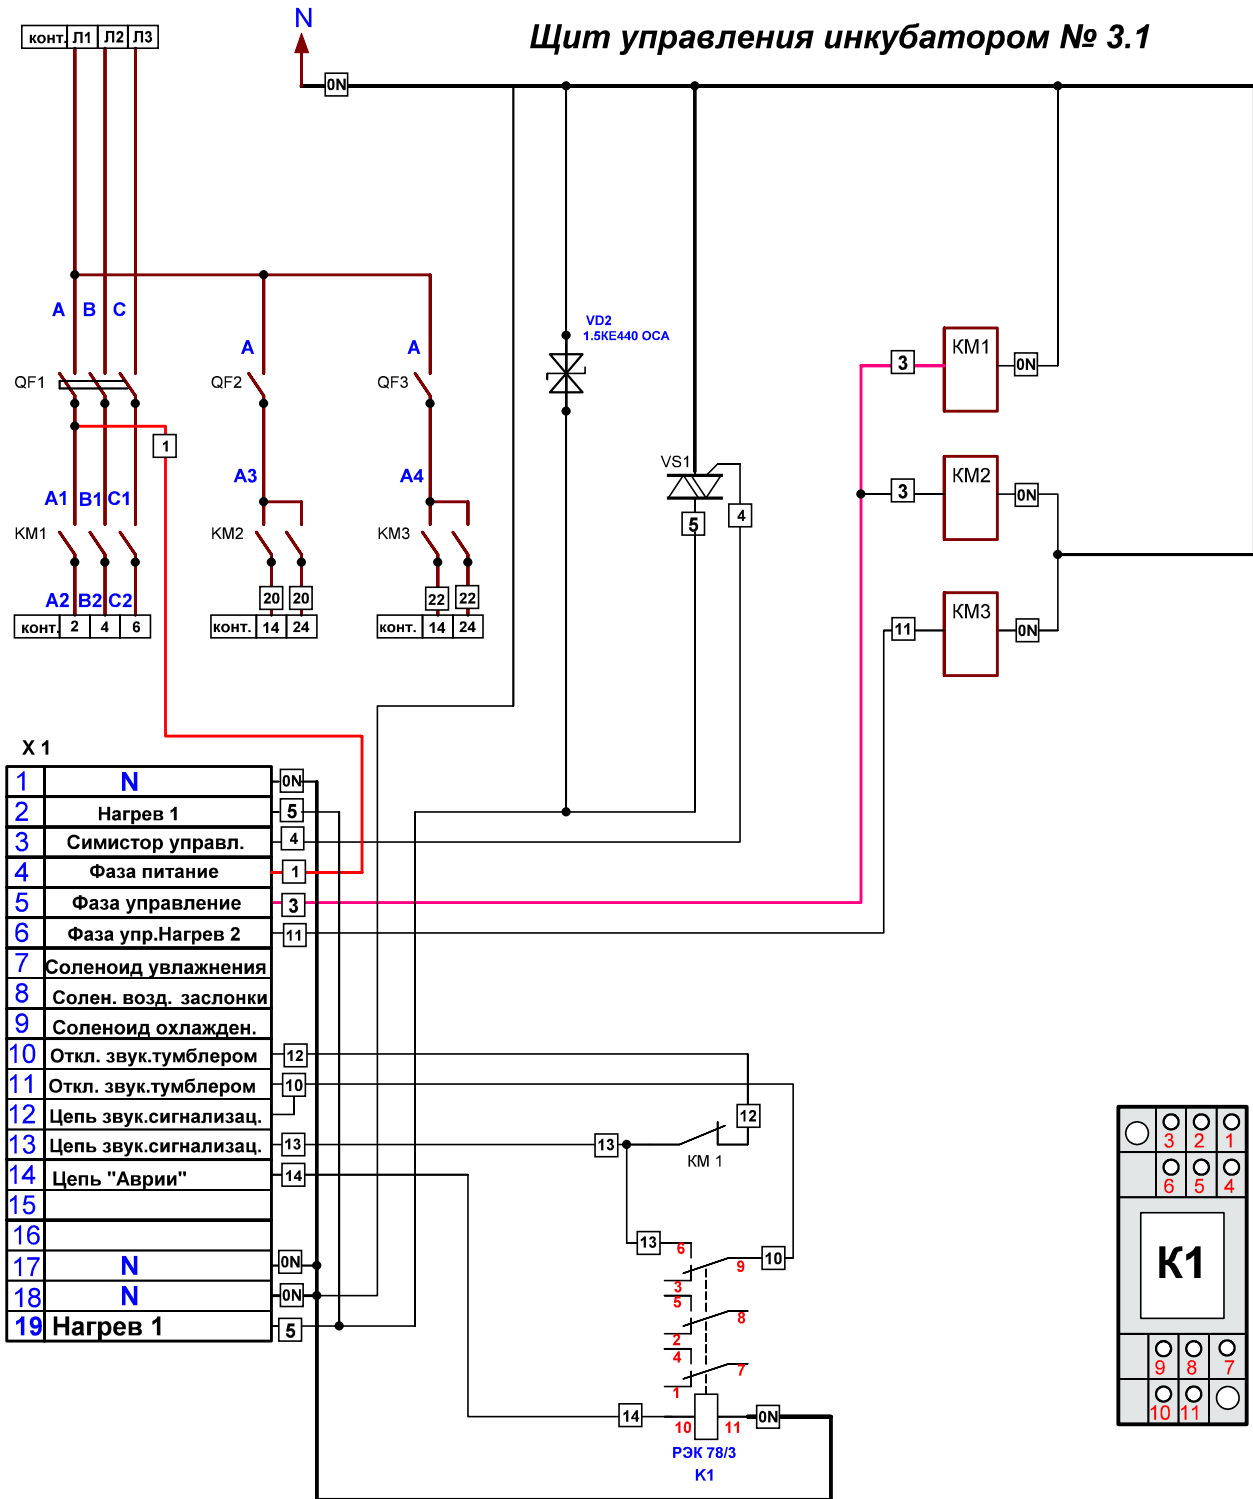 N
Щит управления инкубатором № 3.1
конт. Л1 Л2 Л3
0N
A B C
A
A
VD2
1.5КЕ440 ОСА
QF1
QF2
QF3
1
3
КМ1
0N
A3
A4
VS1
4
5
3
КМ2
0N
A1 B1 C1
KM1
KM2
KM3
A2 B2 C2
20 20
22 22
11
КМ3
0N
конт. 2 4 6
конт. 14 24
конт. 14 24
X 1
1 N 0N
2 Нагрев 1 5
3 Симистор управл. 4
4 Фаза питание 1
5 Фаза управление 3
6 Фаза упр.Нагрев 2 11
7 Соленоид увлажнения
8 Солен. возд. заслонки
9 Соленоид охлажден.
10 Откл. звук.тумблером 12
11 Откл. звук.тумблером 10
12 Цепь звук.сигнализац.
13 Цепь звук.сигнализац. 13
14 Цепь "Аврии" 14
15
16
17 N 0N
18 N 0N
19 Нагрев 1 5
12
13
КМ 1
13
6
9
10
3
5
8
2
4
7
1
14
10
11
0N
РЭК 78/3
К1
3 2 1
6 5 4
К1
9 8 7
10 11